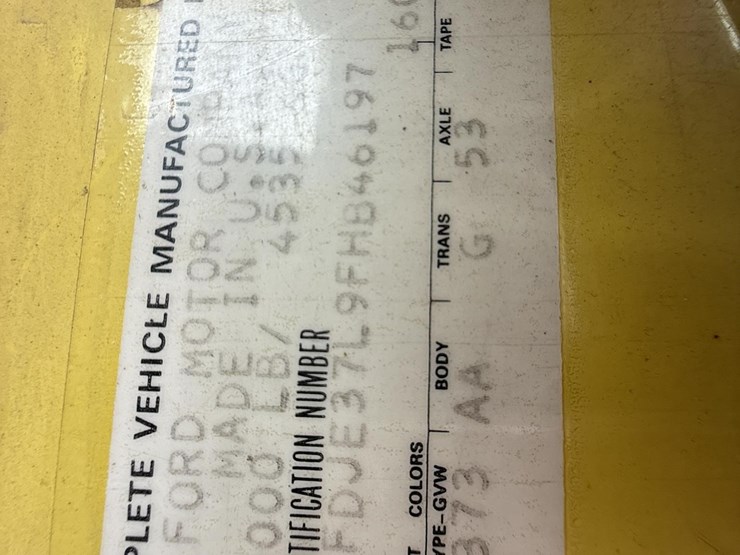 PLETE VEHICLE MANUFACTURED
FORD MOTOR CO
MADE IN U.S.
000 LB/ 4535
TIFICATION NUMBER
FDJE37L9FHB46197
T COLORS 160
YPE-GVW BODY TRANS AXLE TAPE
373 AA G 53